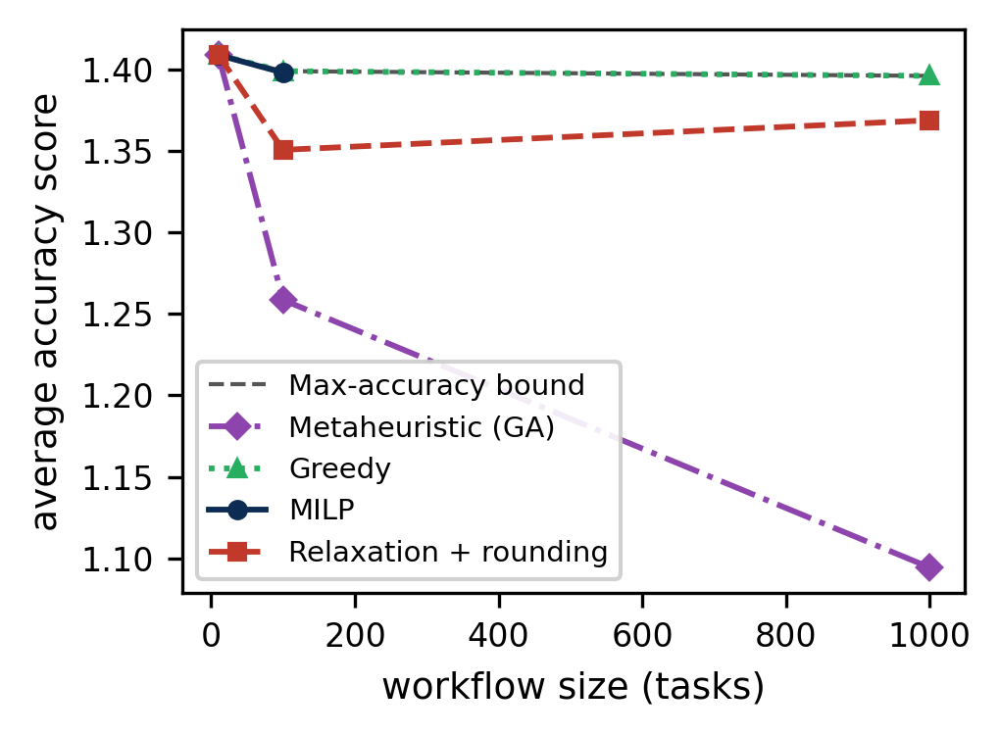 average accuracy score
1.40
1.35
1.30
1.25
1.20
1.15
1.10
Max-accuracy bound
Metaheuristic (GA)
Greedy
MILP
Relaxation + rounding
0 200 400 600 800 1000
workflow size (tasks)